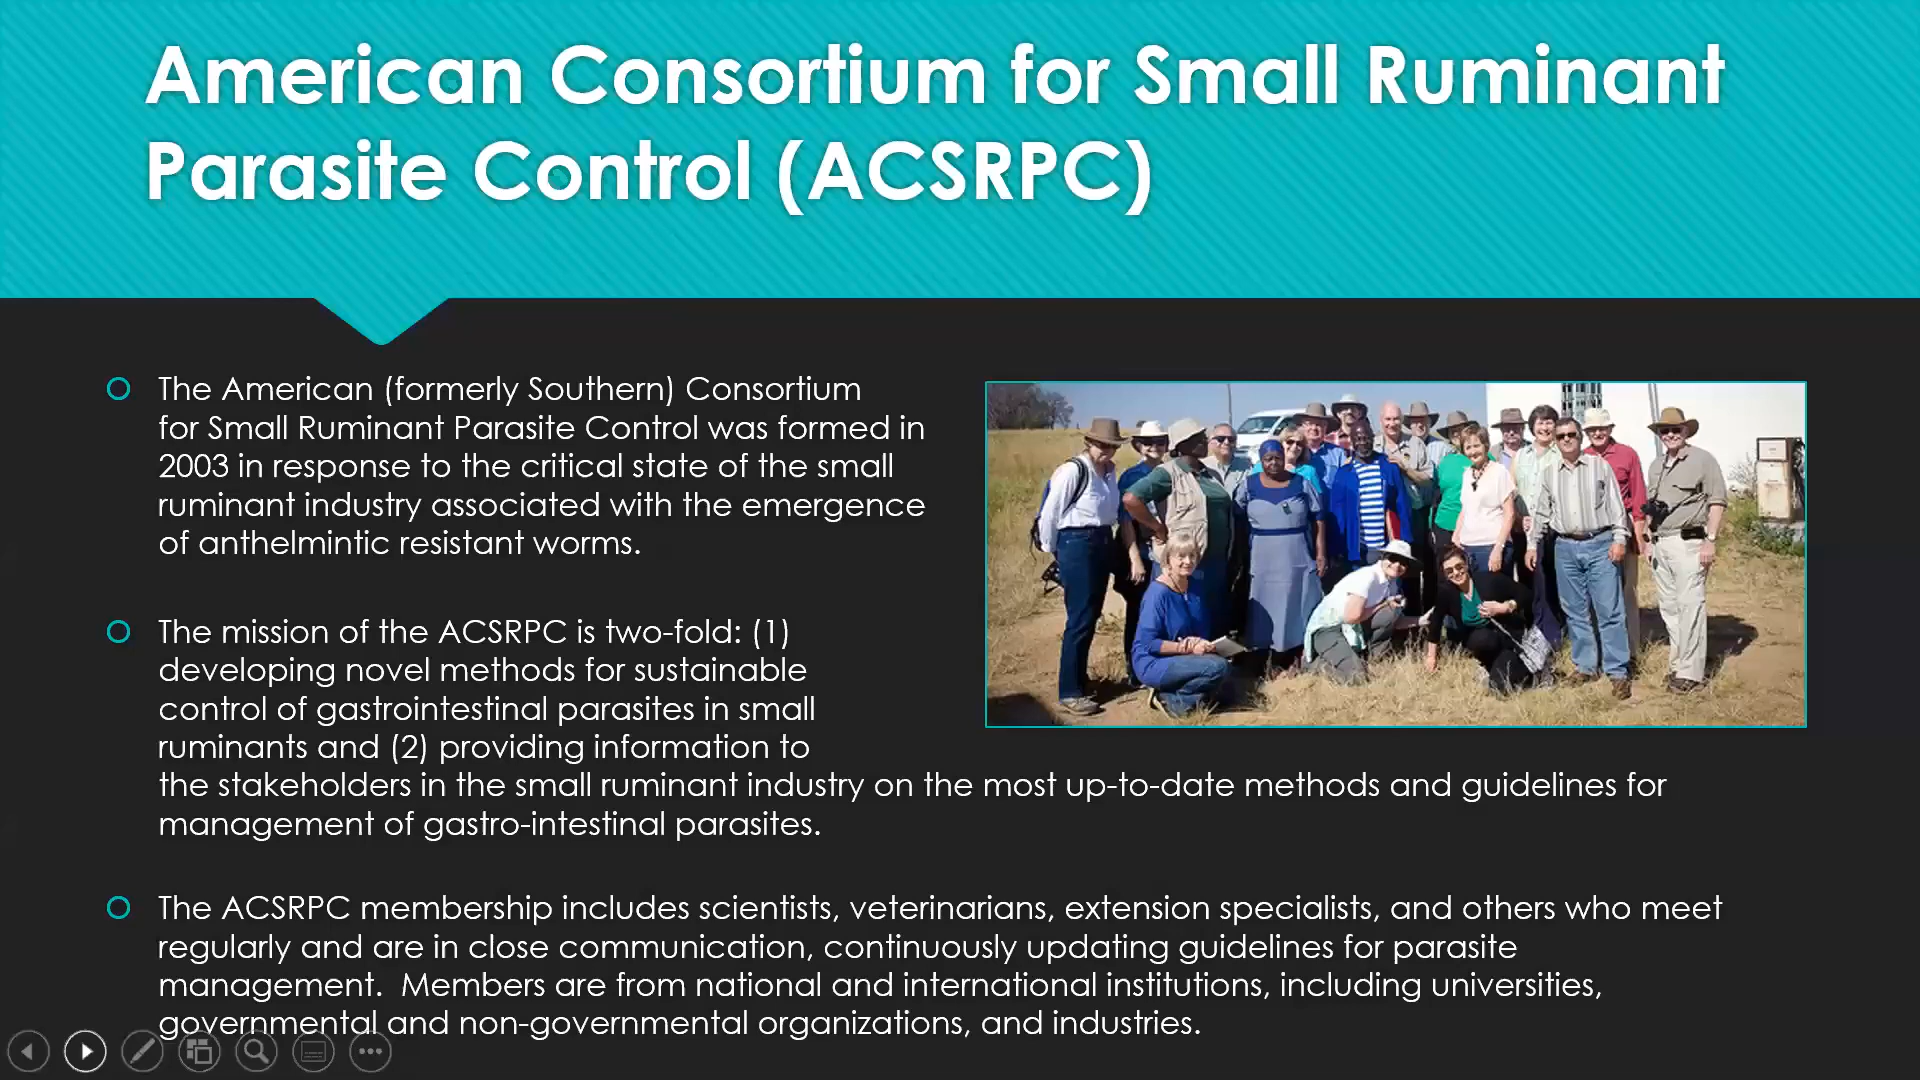 American Consortium for Small Ruminant
Parasite Control (ACSRPC)
The American (formerly Southern) Consortium
for Small Ruminant Parasite Control was formed in
2003 in response to the critical state of the small
ruminant industry associated with the emergence
of anthelmintic resistant worms.
The mission of the ACSRPC is two-fold: (1)
developing novel methods for sustainable
control of gastrointestinal parasites in small
ruminants and (2) providing information to
the stakeholders in the small ruminant industry on the most up-to-date methods and guidelines for
management of gastro-intestinal parasites.
The ACSRPC membership includes scientists, veterinarians, extension specialists, and others who meet
regularly and are in close communication, continuously updating guidelines for parasite
management.  Members are from national and international institutions, including universities,
governmental and non-governmental organizations, and industries.